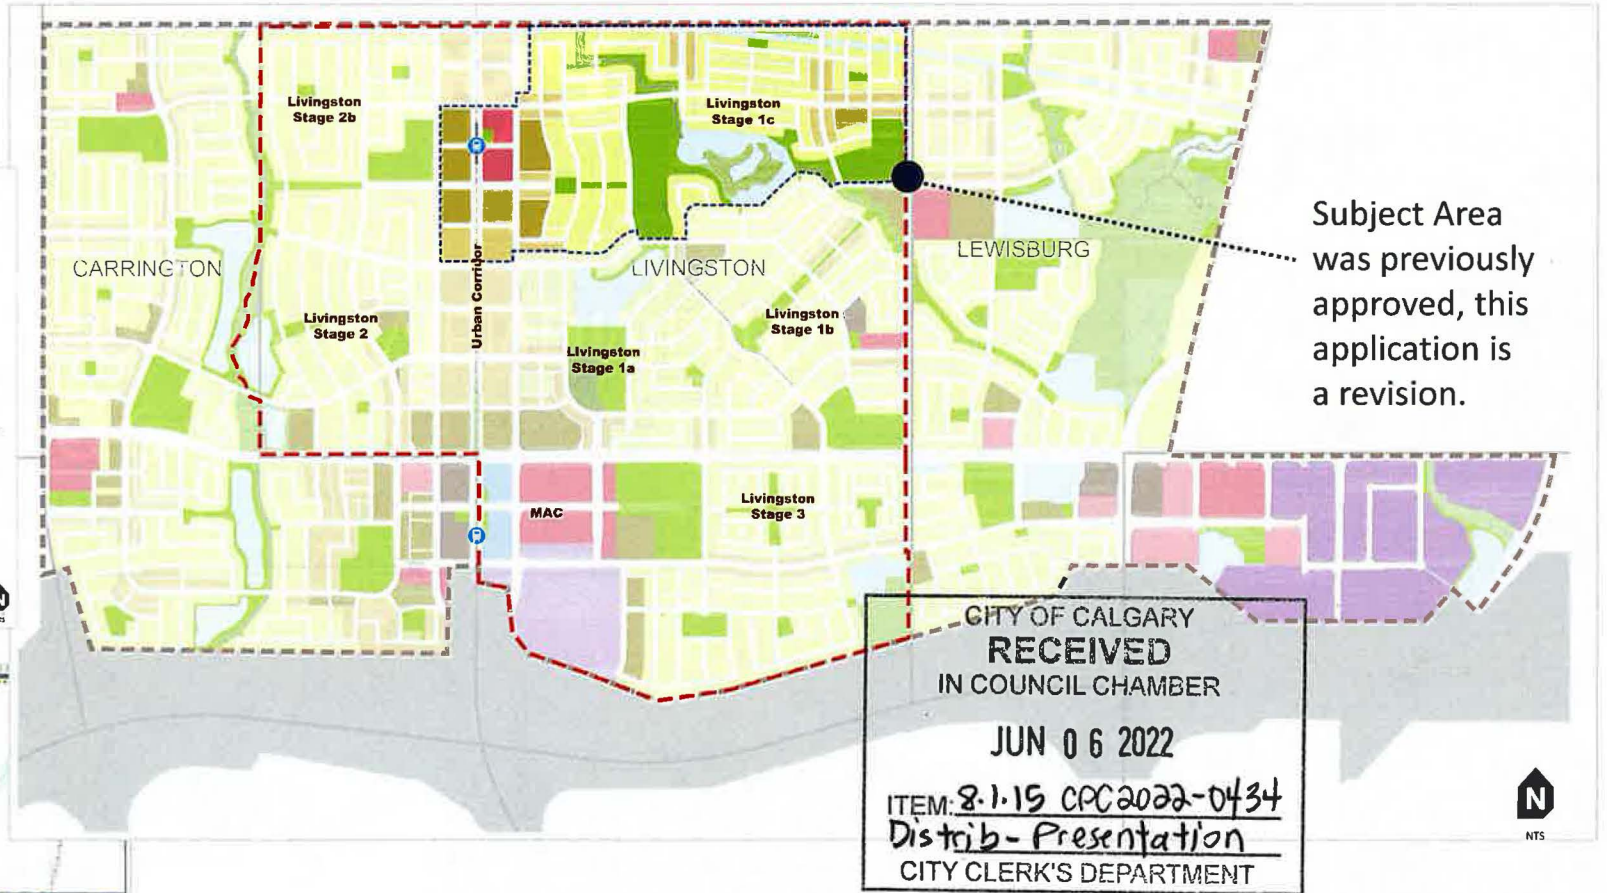 Livingston
Stage 2b
Livingston
Stage 1c
CARRINGTON
Urban Corridor
LIVINGSTON
LEWISBURG
Livingston
Stage 2
Livingston
Stage 1a
Livingston
Stage 1b
MAC
Livingston
Stage 3
Subject Area
was previously
approved, this
application is
a revision.
CITY OF CALGARY
RECEIVED
IN COUNCIL CHAMBER
JUN 06 2022
ITEM: 8.1.15 CPC2022-0434
Distrib - Presentation
CITY CLERK'S DEPARTMENT
N
NTS